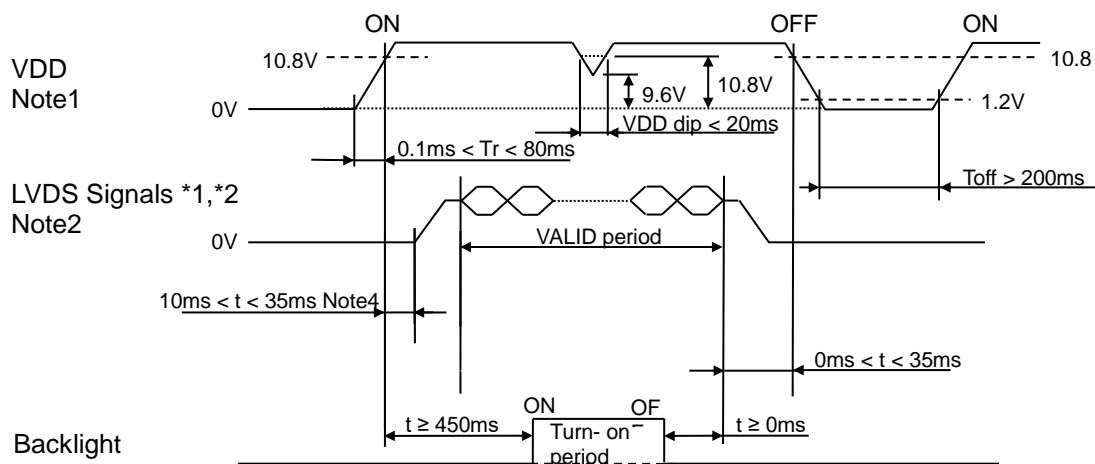 ON
OFF
ON
10.8V
10.8
VDD
Note1
9.6V
10.8V
1.2V
0V
VDD dip < 20ms
0.1ms < Tr < 80ms
Toff > 200ms
LVDS Signals *1,*2
Note2
0V
VALID period
10ms < t < 35ms Note4
0ms < t < 35ms
ON
OF
t ≥ 450ms
Turn- on
period
t ≥ 0ms
Backlight